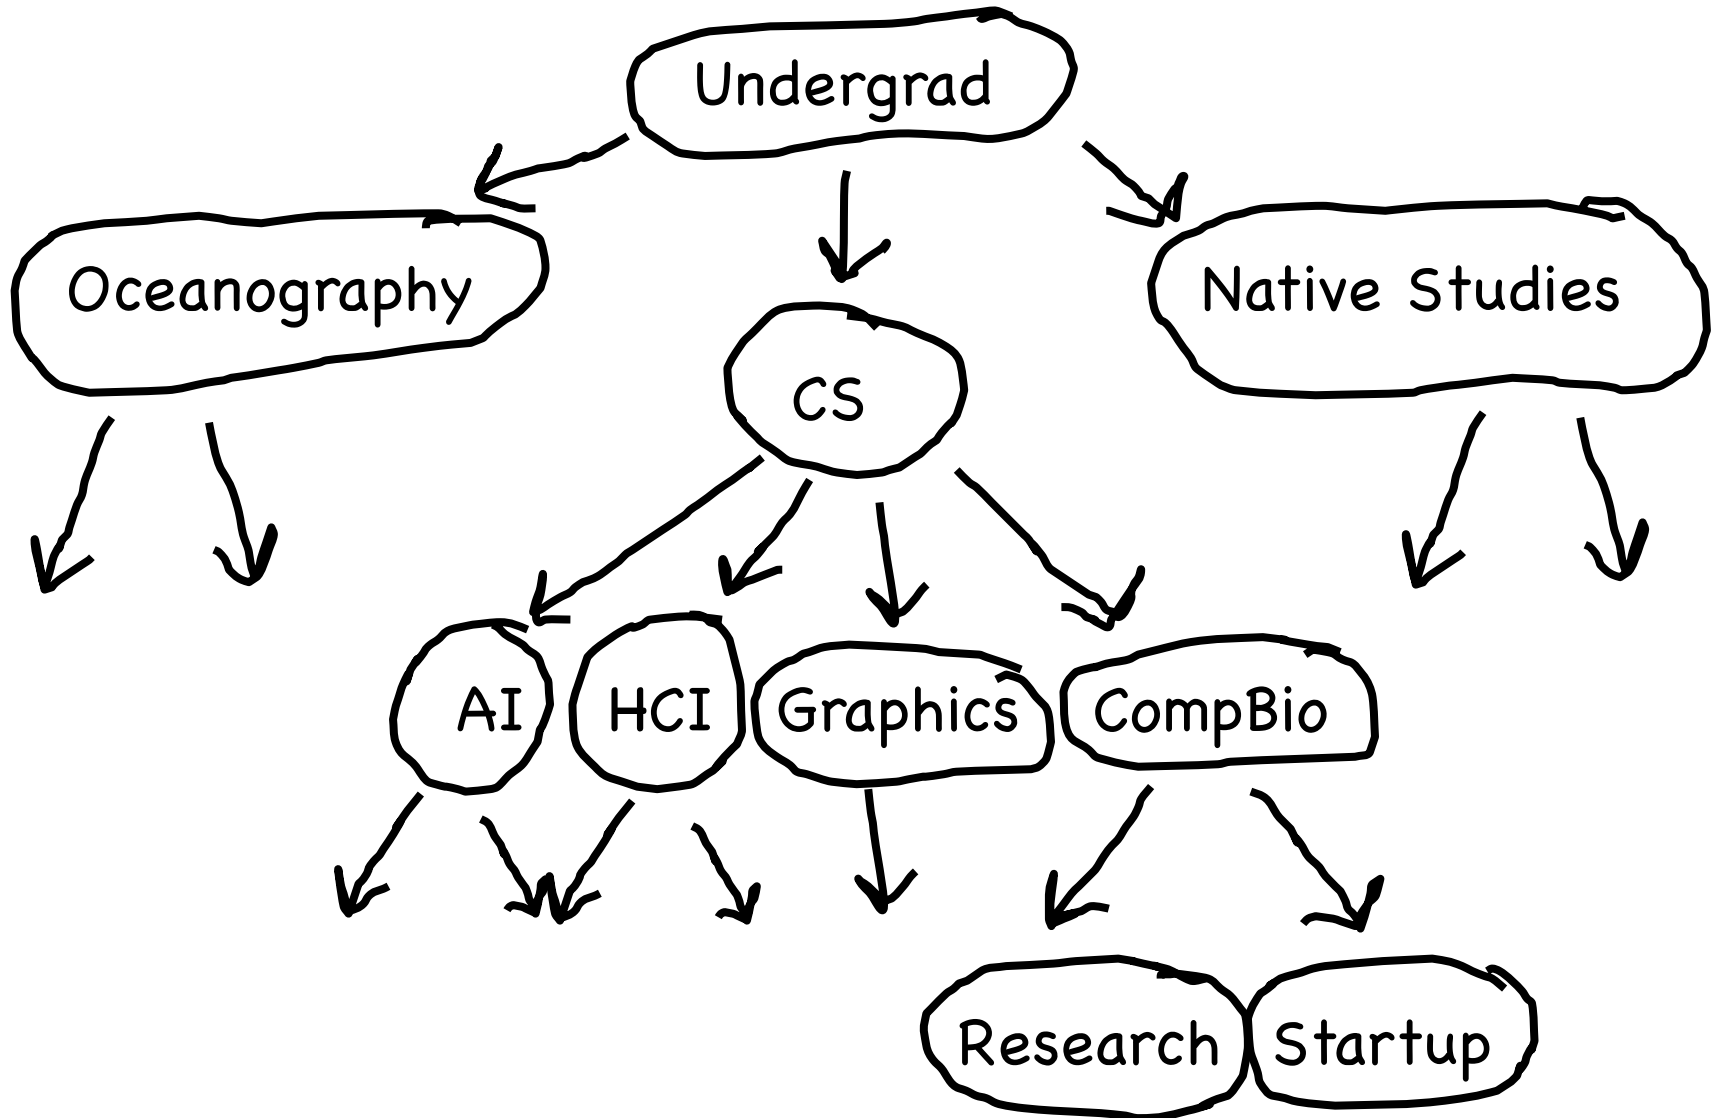 Undergrad
Oceanography
Native Studies
CS
AI
HCI
Graphics
CompBio
Research
Startup